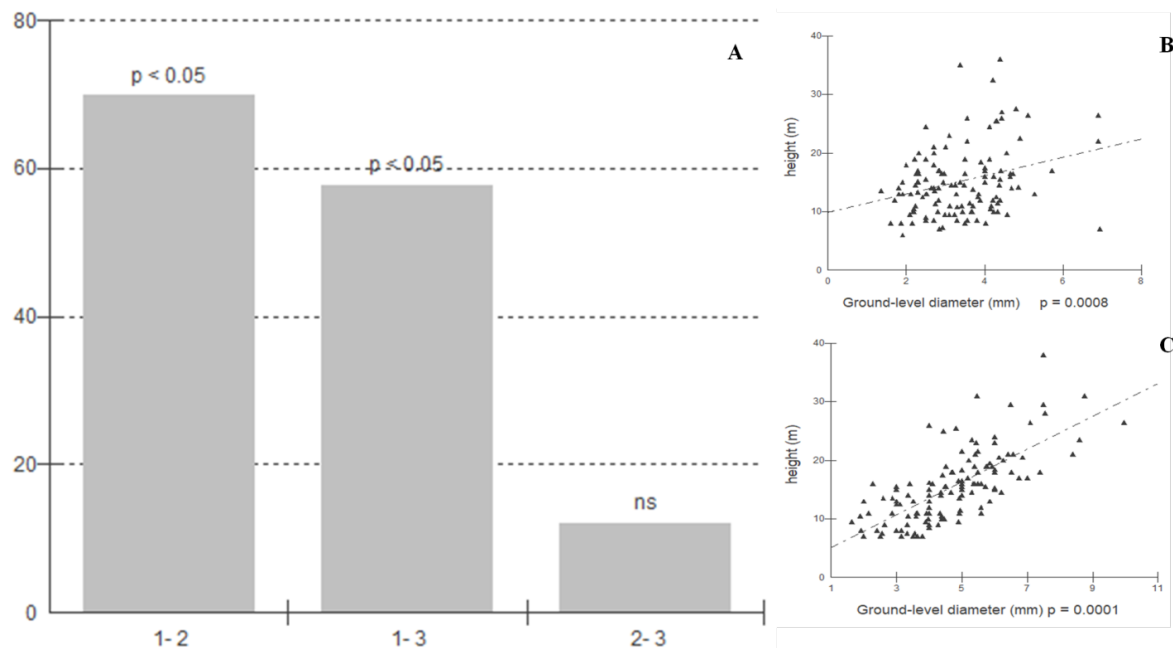 80
60
40
20
0
A
p < 0.05
p < 0.05
ns
1- 2
1- 3
2- 3
B
40
30
20
10
0
height (m)
0 2 4 6 8
Ground-level diameter (mm) p = 0.0008
C
40
30
20
10
0
height (m)
1 3 5 7 9 11
Ground-level diameter (mm) p = 0.0001